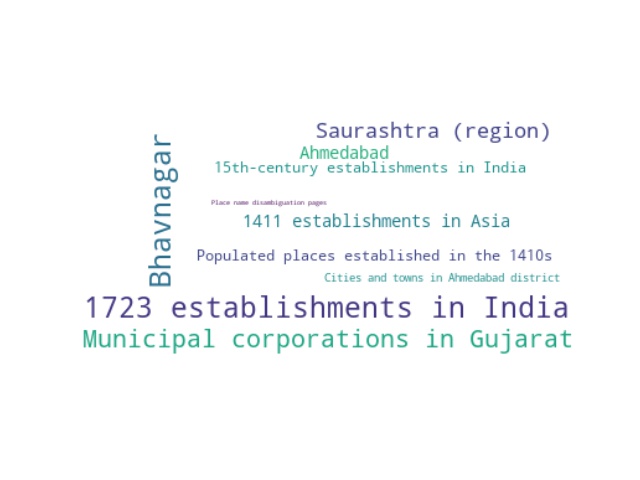 Saurashtra (region)
Ahmedabad
15th-century establishments in India
Bhavnagar
Place name disambiguation pages
1411 establishments in Asia
Populated places established in the 1410s
Cities and towns in Ahmedabad district
1723 establishments in India
Municipal corporations in Gujarat